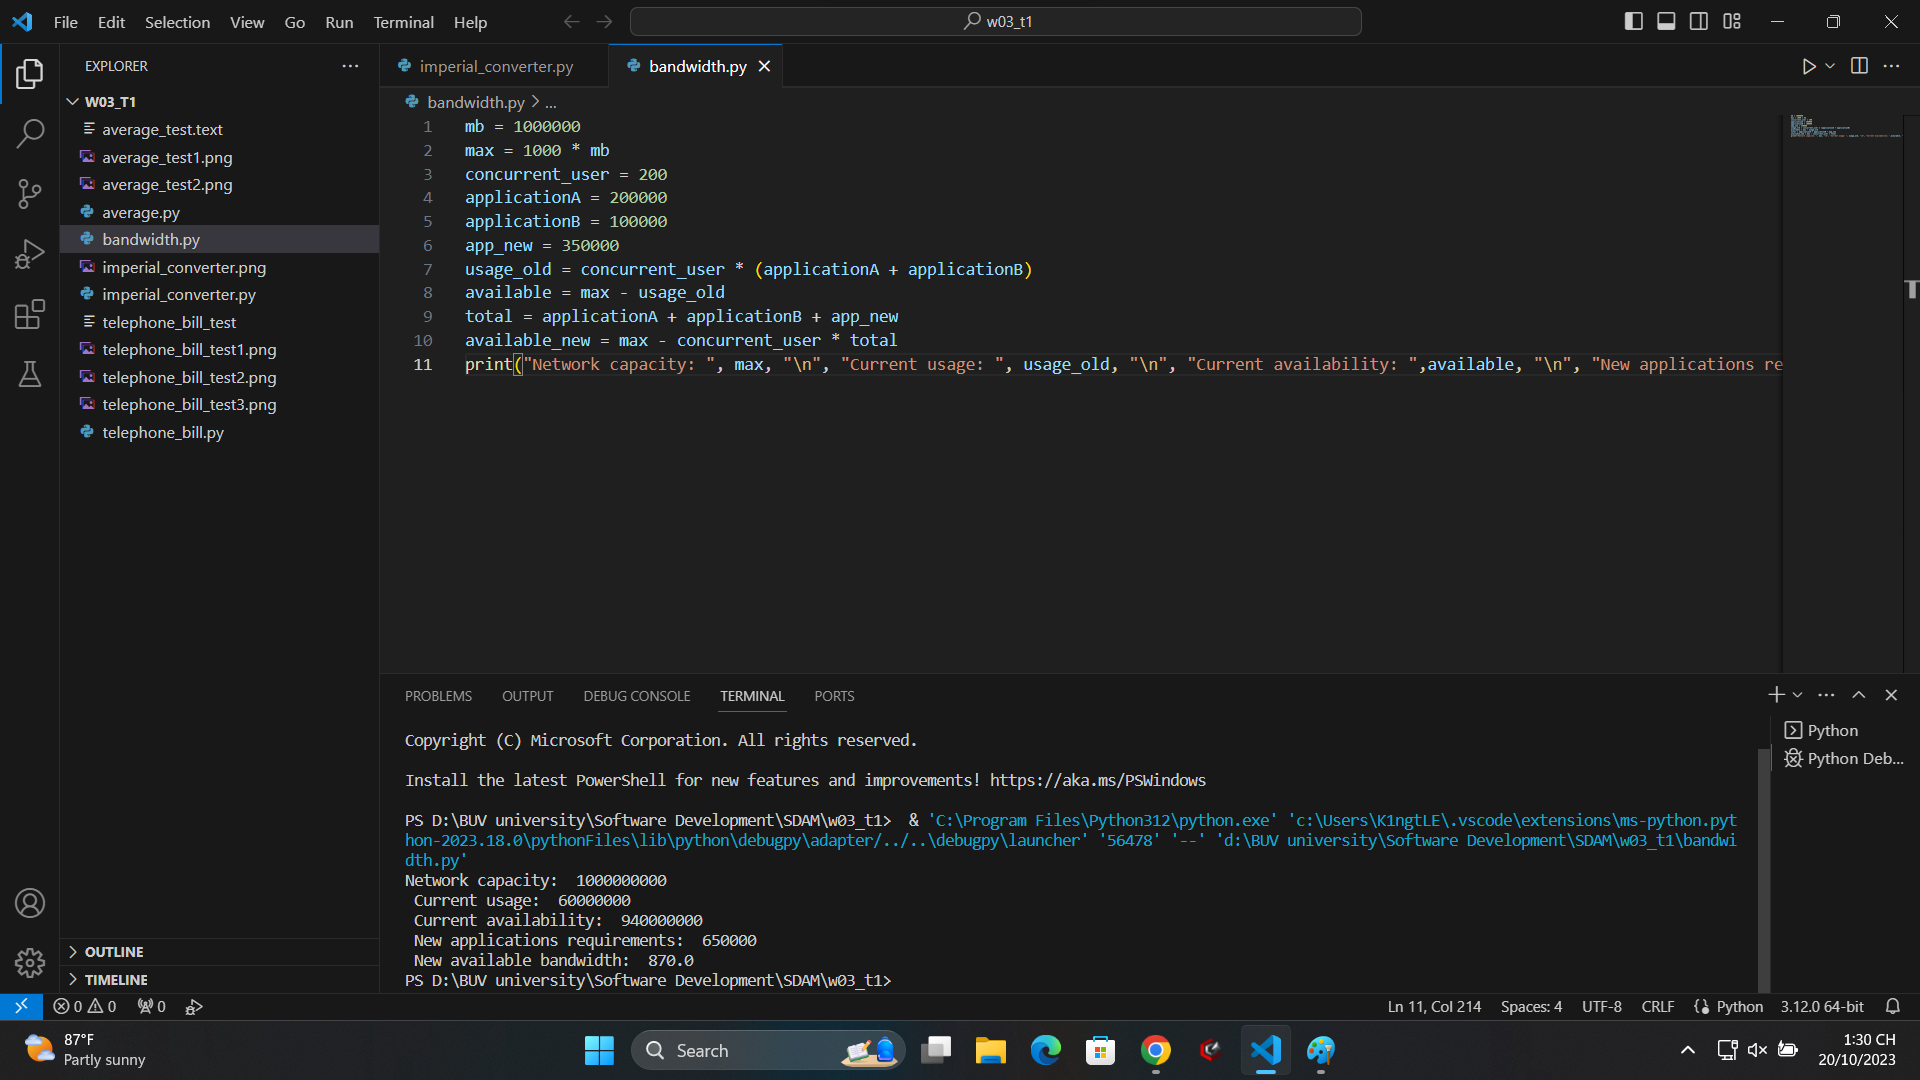 File Edit Selection View Go Run Terminal Help
w03_t1
EXPLORER
W03_T1
average_test.text
average_test1.png
average_test2.png
average.py
bandwidth.py
imperial_converter.png
imperial_converter.py
telephone_bill_test
telephone_bill_test1.png
telephone_bill_test2.png
telephone_bill_test3.png
telephone_bill.py
OUTLINE
TIMELINE
imperial_converter.py
bandwidth.py
bandwidth.py > ...
1 mb = 1000000
2 max = 1000 * mb
3 concurrent_user = 200
4 applicationA = 200000
5 applicationB = 100000
6 app_new = 350000
7 usage_old = concurrent_user * (applicationA + applicationB)
8 available = max - usage_old
9 total = applicationA + applicationB + app_new
10 available_new = max - concurrent_user * total
11 print("Network capacity: ", max, "\n", "Current usage: ", usage_old, "\n", "Current availability: ",available, "\n", "New applications re
PROBLEMS OUTPUT DEBUG CONSOLE TERMINAL PORTS
Copyright (C) Microsoft Corporation. All rights reserved.
Install the latest PowerShell for new features and improvements! https://aka.ms/PSWindows
PS D:\BUV university\Software Development\SDAM\w03_t1>  & 'C:\Program Files\Python312\python.exe' 'c:\Users\K1ngtLE\.vscode\extensions\ms-python.pyt
hon-2023.18.0\pythonFiles\lib\python\debugpy\adapter/../..\debugpy\launcher' '56478' '--' 'd:\BUV university\Software Development\SDAM\w03_t1\bandwi
dth.py'
Network capacity:  1000000000
Current usage:  60000000
Current availability:  940000000
New applications requirements:  650000
New available bandwidth:  870.0
PS D:\BUV university\Software Development\SDAM\w03_t1>
Python
Python Deb...
0 0 0
Ln 11, Col 214 Spaces: 4 UTF-8 CRLF Python 3.12.0 64-bit
87°F
Partly sunny
Search
1:30 CH
20/10/2023